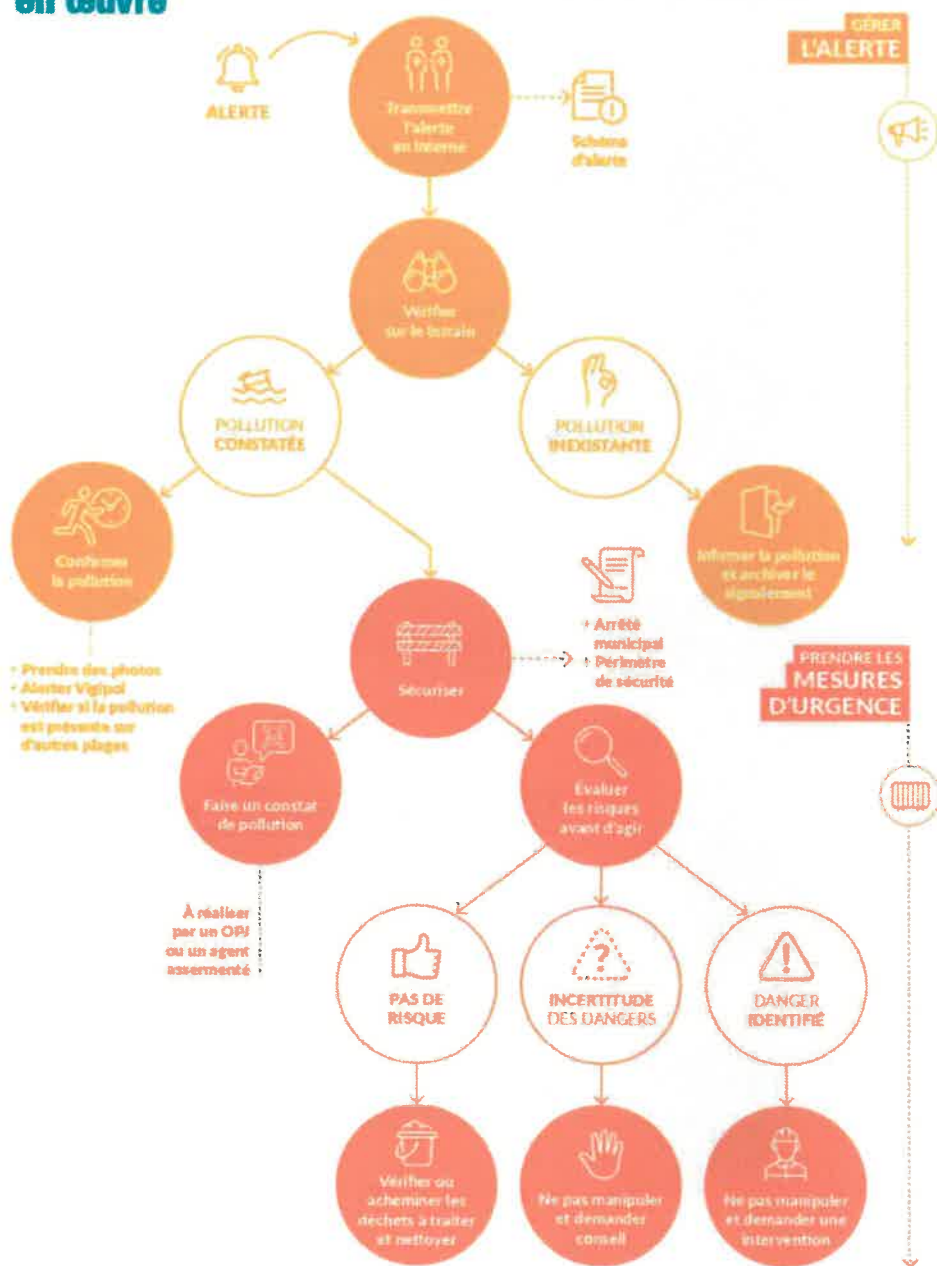 en œuvre
GÉRER
L'ALERTE
ALERTE
Transmettre
l'alerte
en interne
Schéma
d'alerte
Vérifier
sur le terrain
POLLUTION
CONSTATÉE
POLLUTION
INEXISTANTE
Confirmer
la pollution
Infirmer la pollution
et archiver le
signalement
+ Prendre des photos
+ Alerter Vigipol
+ Vérifier si la pollution
est présente sur
d'autres plages
Sécuriser
+ Arrêté
municipal
+ Périmètre
de sécurité
PRENDRE LES
MESURES
D'URGENCE
Faire un constat
de pollution
Évaluer
les risques
avant d'agir
À réaliser
par un OPJ
ou un agent
assermenté
PAS DE
RISQUE
INCERTITUDE
DES DANGERS
DANGER
IDENTIFIÉ
Vérifier ou
acheminer les
déchets à traiter
et nettoyer
Ne pas manipuler
et demander
conseil
Ne pas manipuler
et demander une
intervention